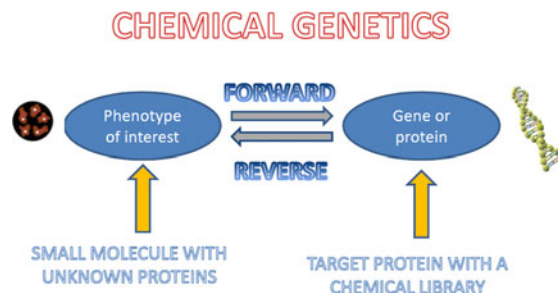 CHEMICAL GENETICS
FORWARD
Phenotype
of interest
Gene or
protein
REVERSE
SMALL MOLECULE WITH
UNKNOWN PROTEINS
TARGET PROTEIN WITH A
CHEMICAL LIBRARY